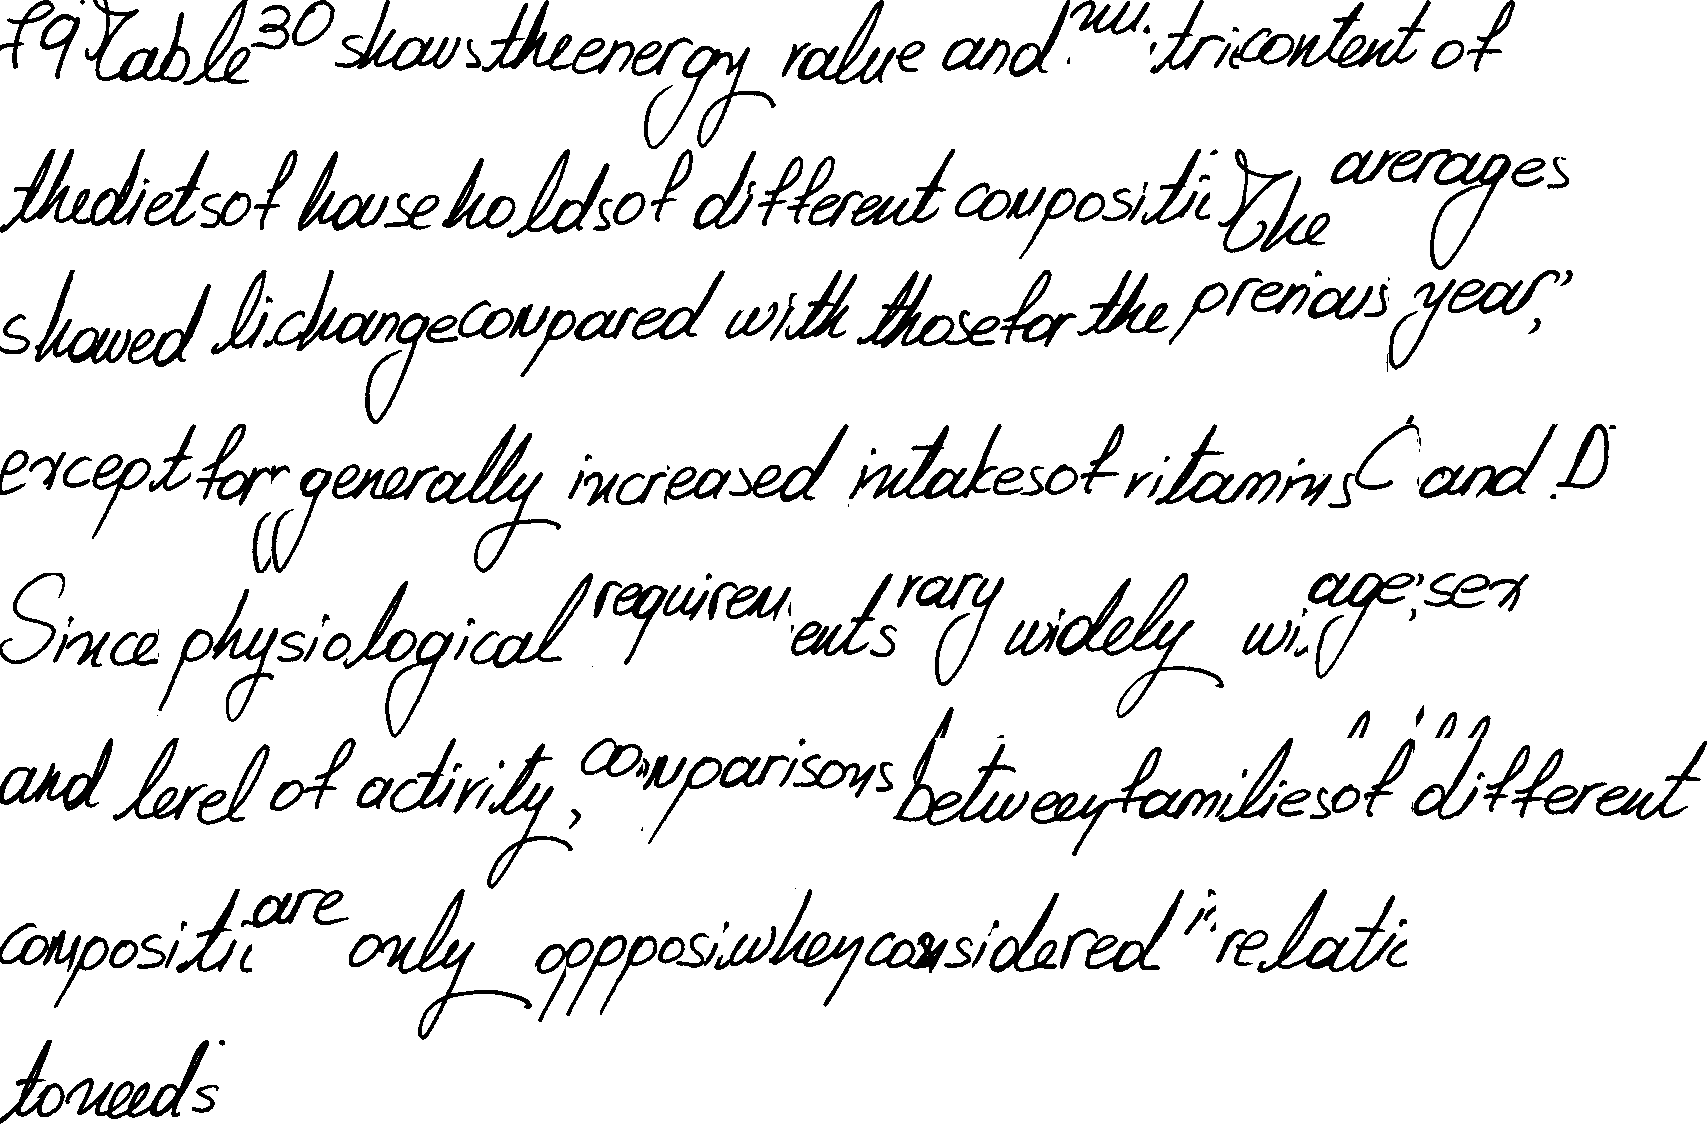 79 Table 30 shows the energy value and nutri content of
the diets of households of different compositi The averages
showed li change compared with those for the previous year,
except for generally increased intakes of vitamins C and D
Since physiological requirements vary widely wi age, sex
and level of activity, comparisons between families of different
compositi are only when considered in relati
to needs